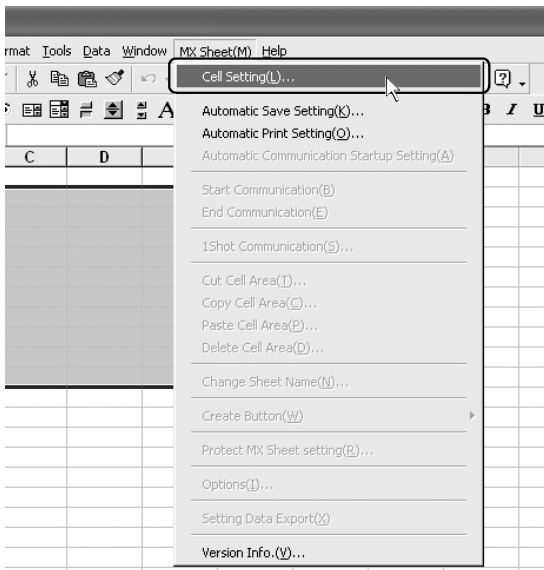 rmat Tools Data Window MX Sheet(M) Help
Cell Setting(L)...
Automatic Save Setting(K)...
Automatic Print Setting(O)...
Automatic Communication Startup Setting(A)
Start Communication(B)
End Communication(E)
1Shot Communication(S)...
Cut Cell Area(T)...
Copy Cell Area(C)...
Paste Cell Area(P)...
Delete Cell Area(D)...
Change Sheet Name(N)...
Create Button(W)
Protect MX Sheet setting(R)...
Options(I)...
Setting Data Export(X)
Version Info.(V)...
A B I U
C D